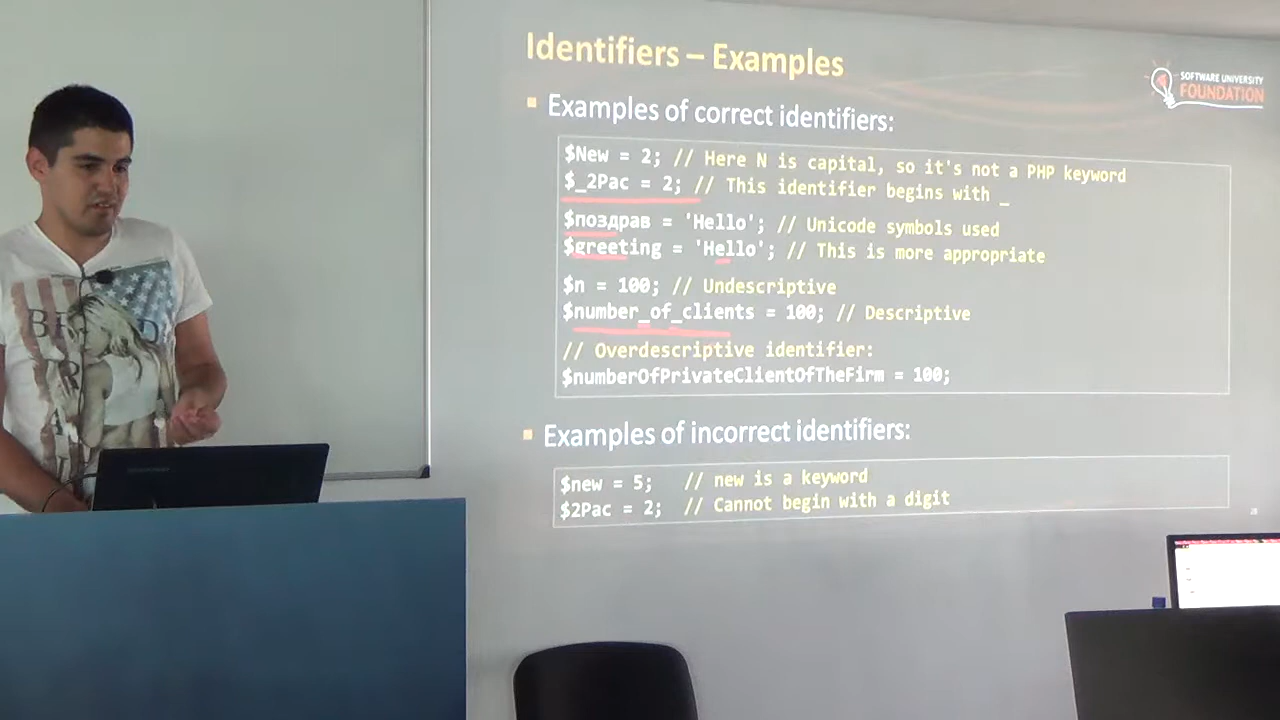 Identifiers – Examples
SOFTWARE UNIVERSITY
FOUNDATION
Examples of correct identifiers:
$New = 2; // Here N is capital, so it's not a PHP keyword
$_2Pac = 2; // This identifier begins with _
$поздрав = 'Hello'; // Unicode symbols used
$greeting = 'Hello'; // This is more appropriate
$n = 100; // Undescriptive
$number_of_clients = 100; // Descriptive
// Overdescriptive identifier:
$numberOfPrivateClientOfTheFirm = 100;
Examples of incorrect identifiers:
$new = 5; // new is a keyword
$2Pac = 2; // Cannot begin with a digit